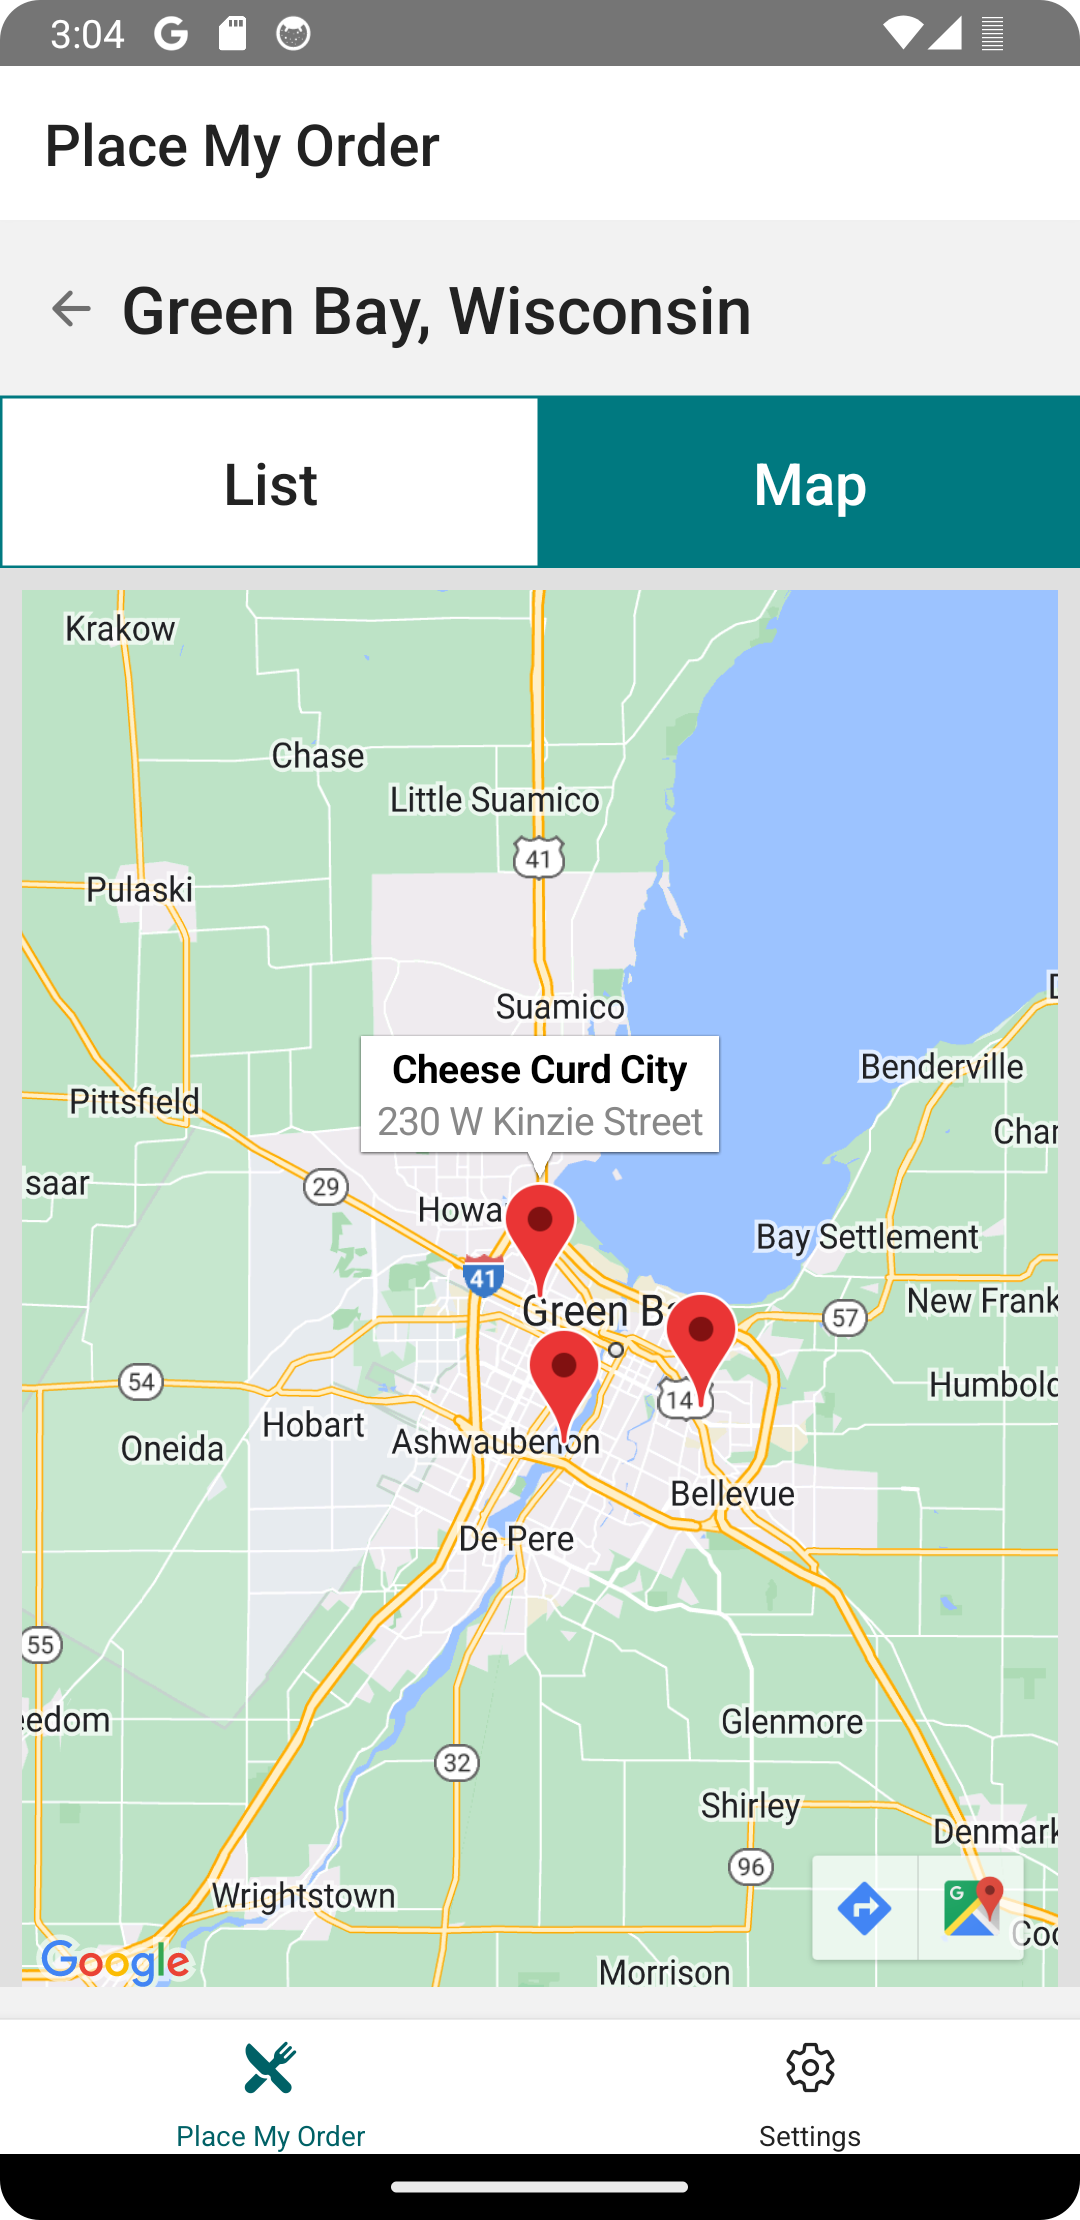 3:04
Place My Order
Green Bay, Wisconsin
List
Map
Krakow
Chase
Little Suamico
41
Pulaski
Suamico
Benderville
Cheese Curd City
230 W Kinzie Street
Pittsfield
Char
saar
29
Howa
Bay Settlement
41
New Frank
Green Ba
57
54
14
Humbold
Hobart
Oneida
Ashwaubenon
Bellevue
De Pere
55
eedom
Glenmore
32
Shirley
Denmark
96
Wrightstown
G
Coo
Google
Morrison
Place My Order
Settings